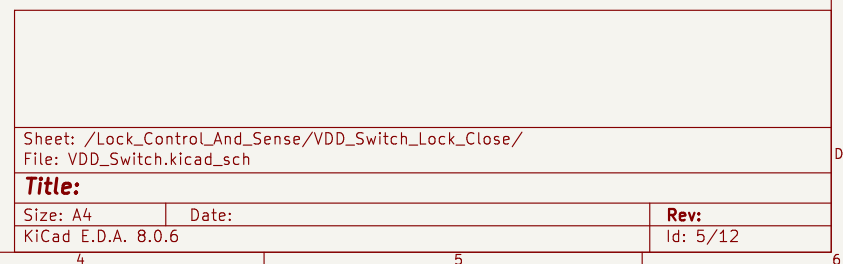 Sheet: /Lock_Control_And_Sense/VDD_Switch_Lock_Close/
File: VDD_Switch.kicad_sch
D
Title:
Size: A4 Date: Rev:
KiCad E.D.A. 8.0.6 Id: 5/12
4 5 6